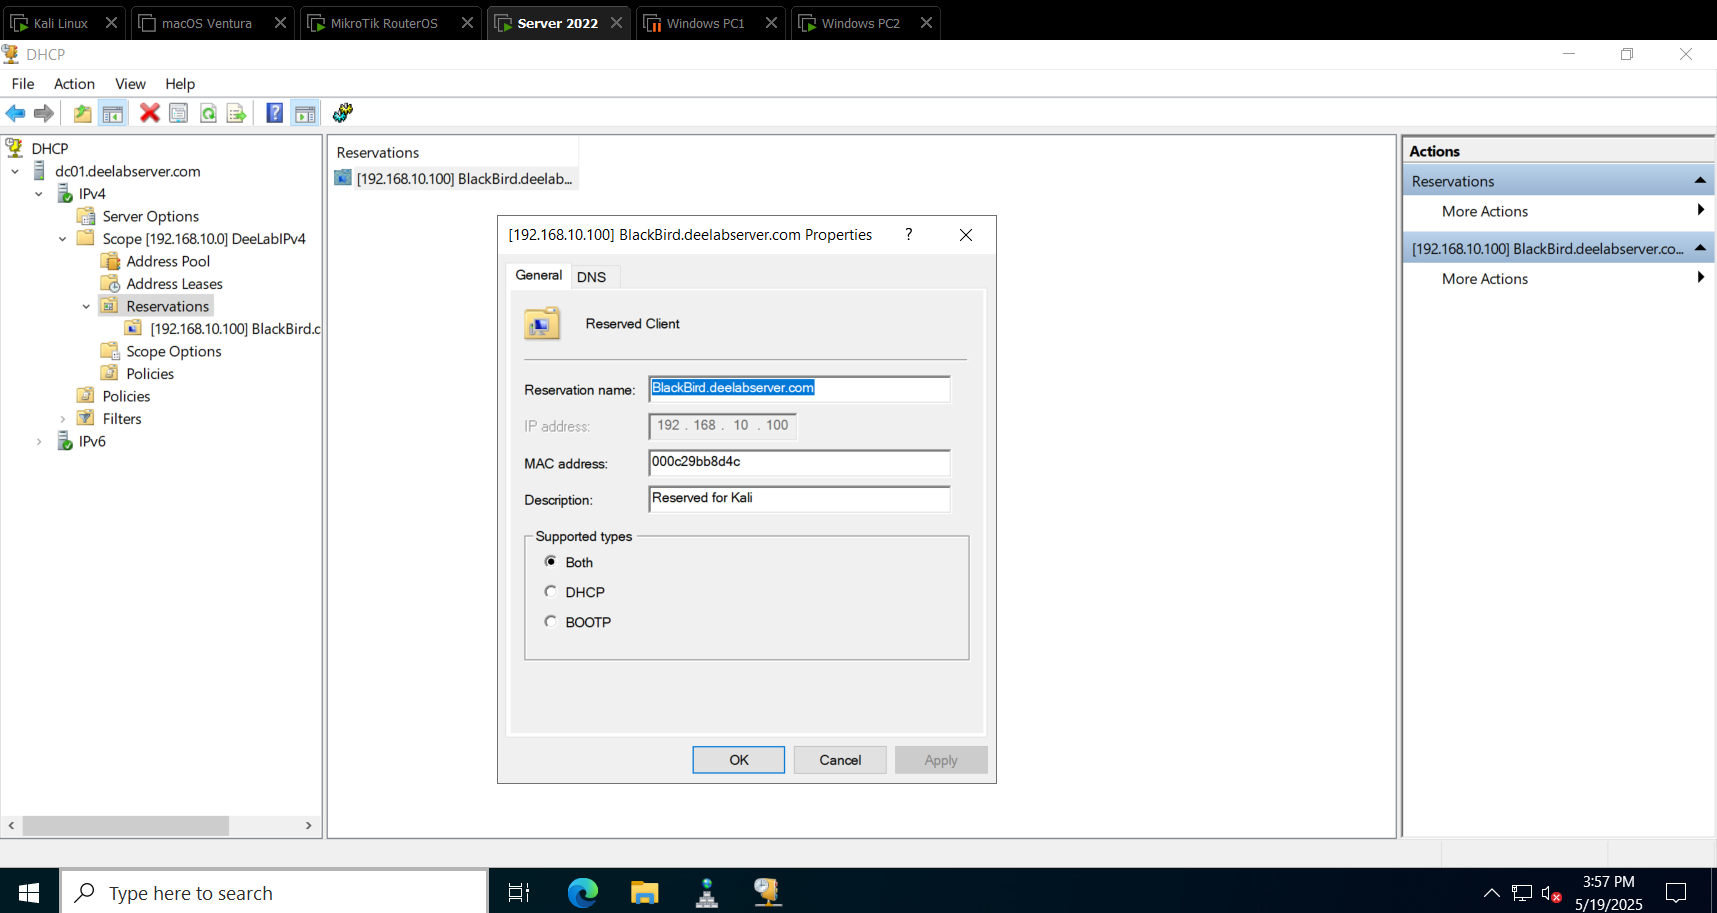 Kali Linux
macOS Ventura
MikroTik RouterOS
Server 2022
Windows PC1
Windows PC2
DHCP
File Action View Help
DHCP
dc01.deelabserver.com
IPv4
Server Options
Scope [192.168.10.0] DeeLabIPv4
Address Pool
Address Leases
Reservations
[192.168.10.100] BlackBird.c
Scope Options
Policies
Policies
Filters
IPv6
Reservations
[192.168.10.100] BlackBird.deelab...
[192.168.10.100] BlackBird.deelabserver.com Properties
?
General
DNS
Reserved Client
Reservation name: BlackBird.deelabserver.com
IP address: 192 . 168 . 10 . 100
MAC address: 000c29bb8d4c
Description: Reserved for Kali
Supported types
Both
DHCP
BOOTP
OK
Cancel
Apply
Actions
Reservations
More Actions
[192.168.10.100] BlackBird.deelabserver.co...
More Actions
Type here to search
3:57 PM
5/19/2025